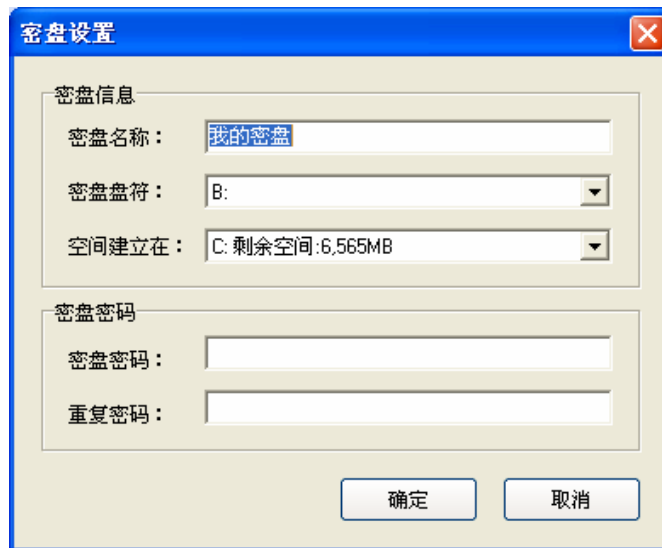 密盘设置
密盘信息
密盘名称：我的密盘
密盘盘符：B:
空间建立在：C: 剩余空间:6,565MB
密盘密码
密盘密码：
重复密码：
确定 取消